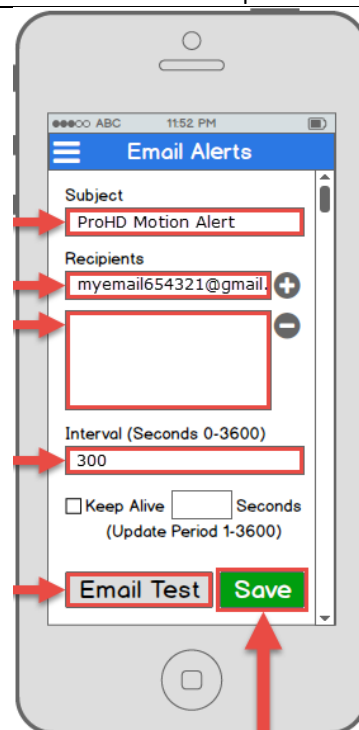 ABC 11:52 PM
Email Alerts
Subject
ProHD Motion Alert
Recipients
myemail654321@gmail.
Interval (Seconds 0-3600)
300
Keep Alive Seconds
(Update Period 1-3600)
Email Test Save